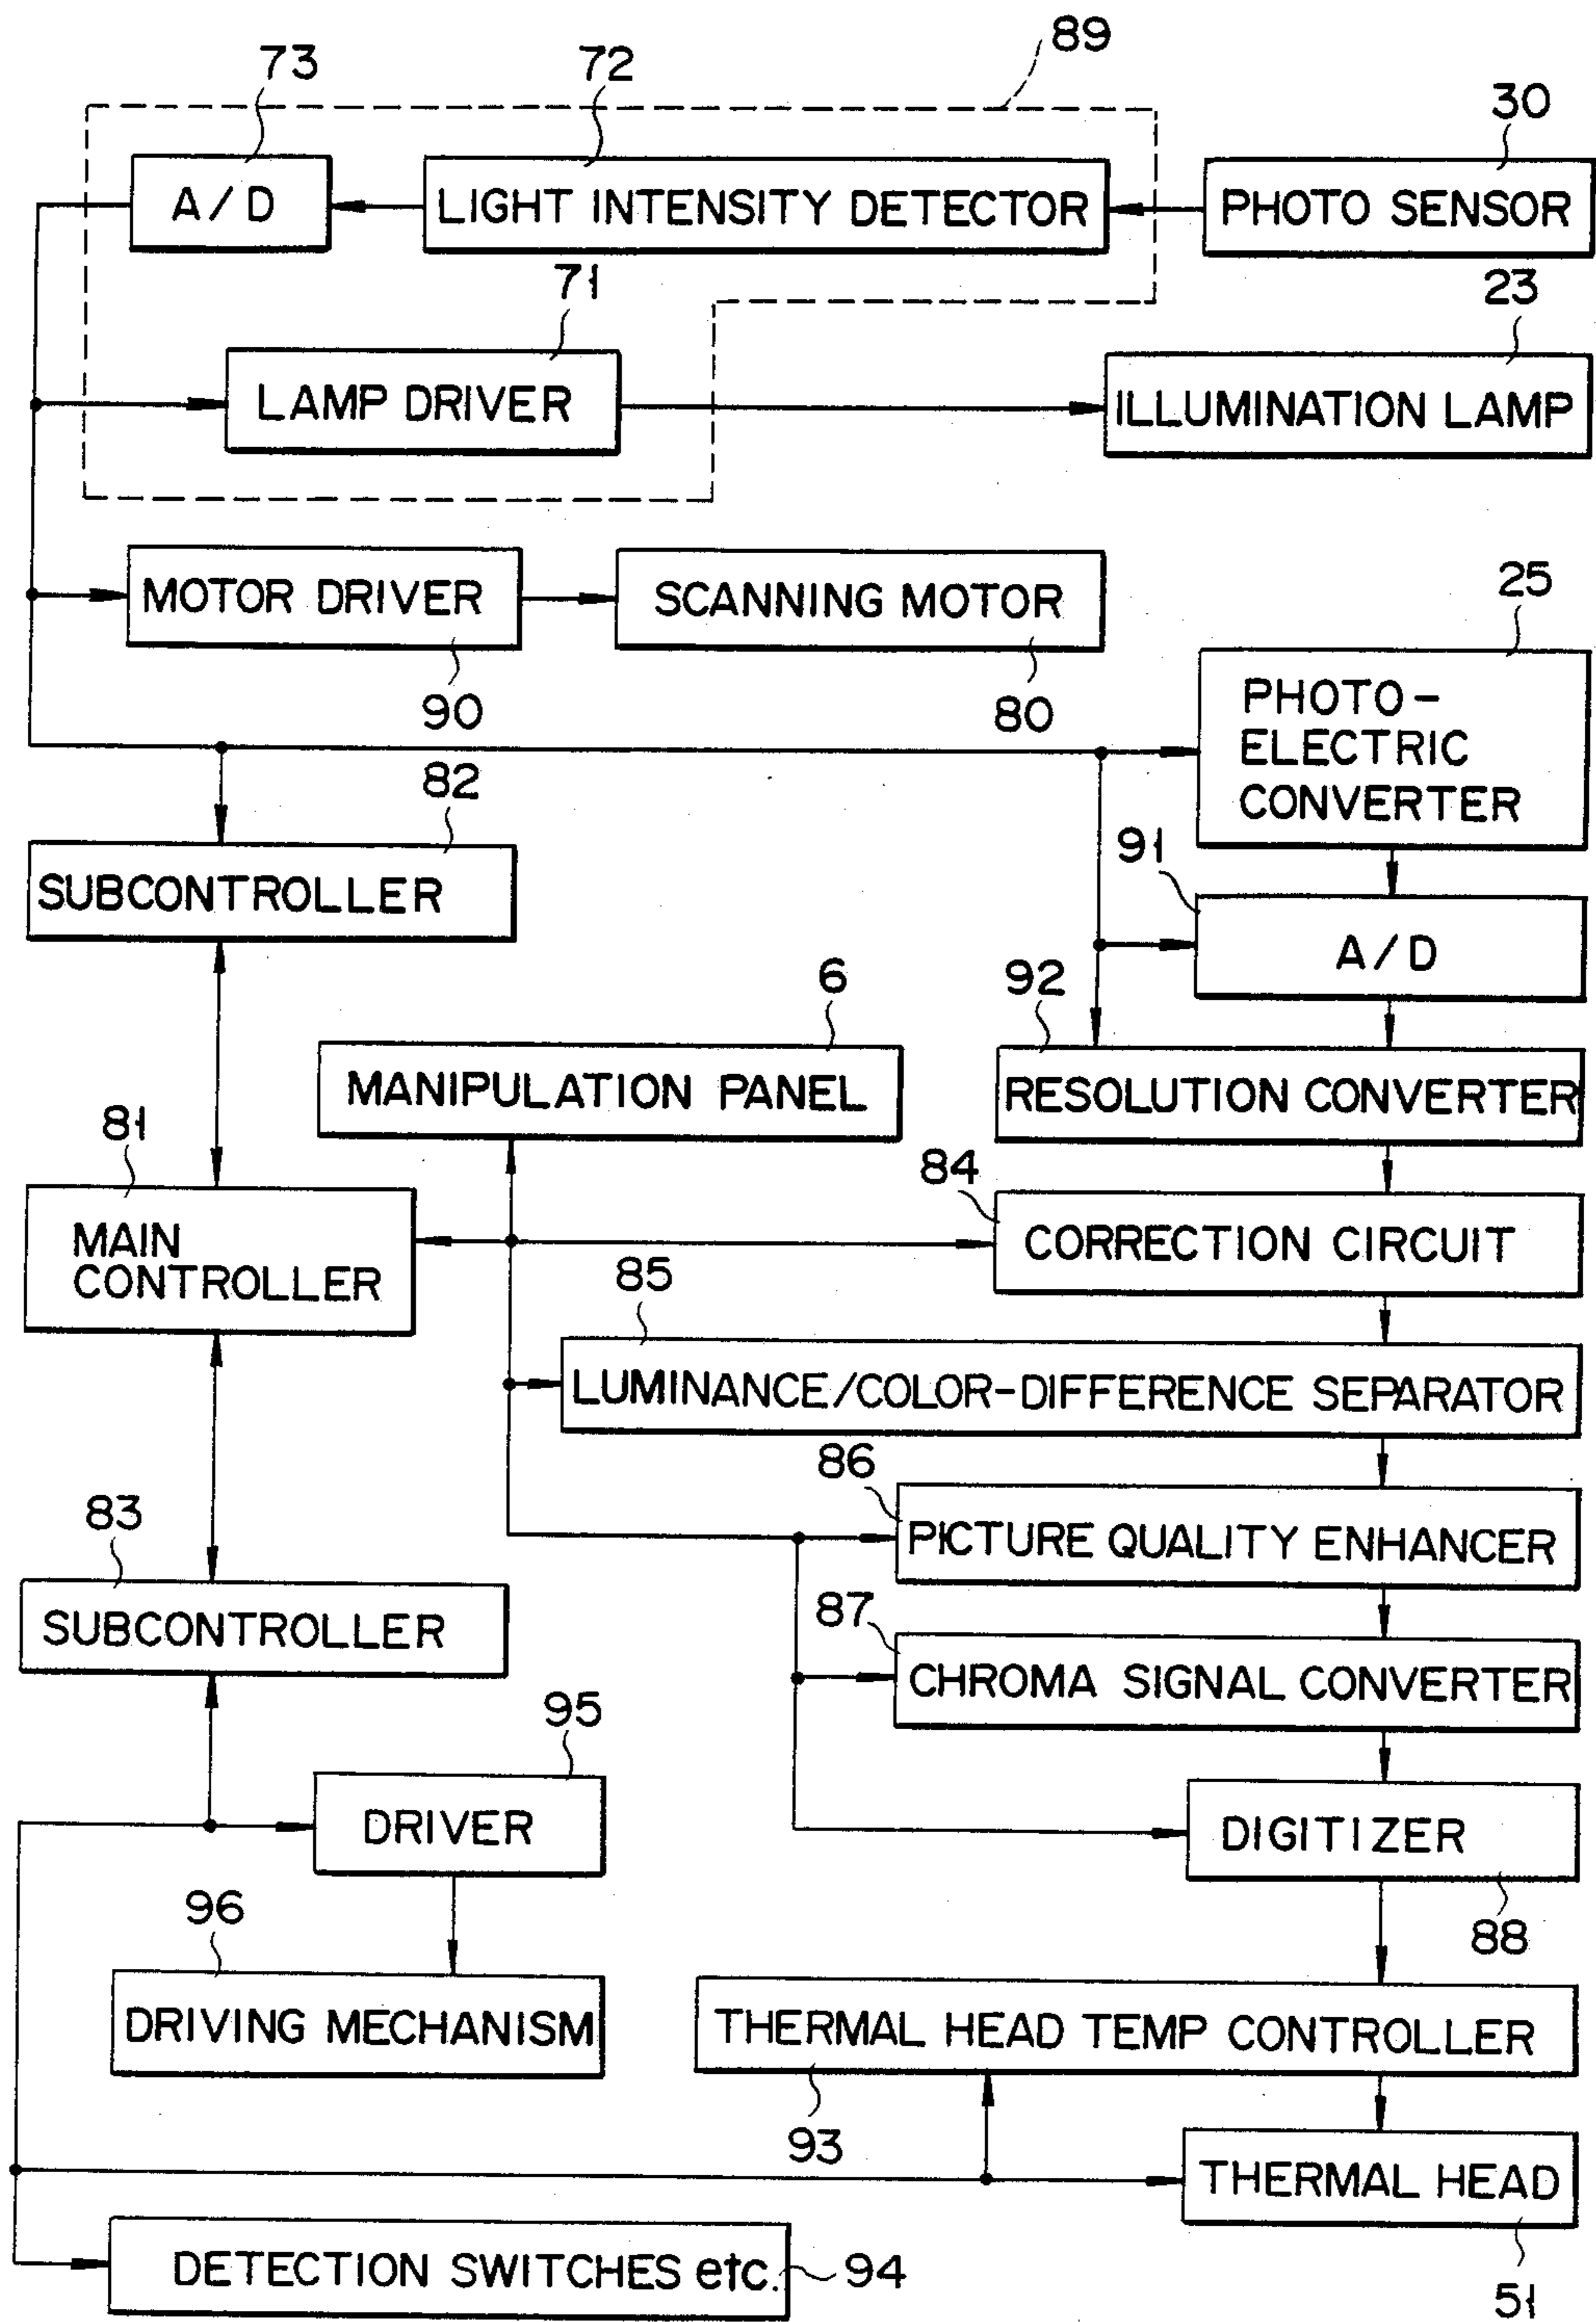 89
73
72
30
A/D
LIGHT INTENSITY DETECTOR
PHOTO SENSOR
71
23
LAMP DRIVER
ILLUMINATION LAMP
MOTOR DRIVER
SCANNING MOTOR
25
90
80
PHOTO-
ELECTRIC
CONVERTER
82
91
SUBCONTROLLER
A/D
6
92
MANIPULATION PANEL
RESOLUTION CONVERTER
81
84
MAIN
CONTROLLER
CORRECTION CIRCUIT
85
LUMINANCE/COLOR-DIFFERENCE SEPARATOR
86
83
PICTURE QUALITY ENHANCER
SUBCONTROLLER
87
CHROMA SIGNAL CONVERTER
95
DRIVER
DIGITIZER
96
88
DRIVING MECHANISM
THERMAL HEAD TEMP CONTROLLER
93
THERMAL HEAD
DETECTION SWITCHES etc.
94
51